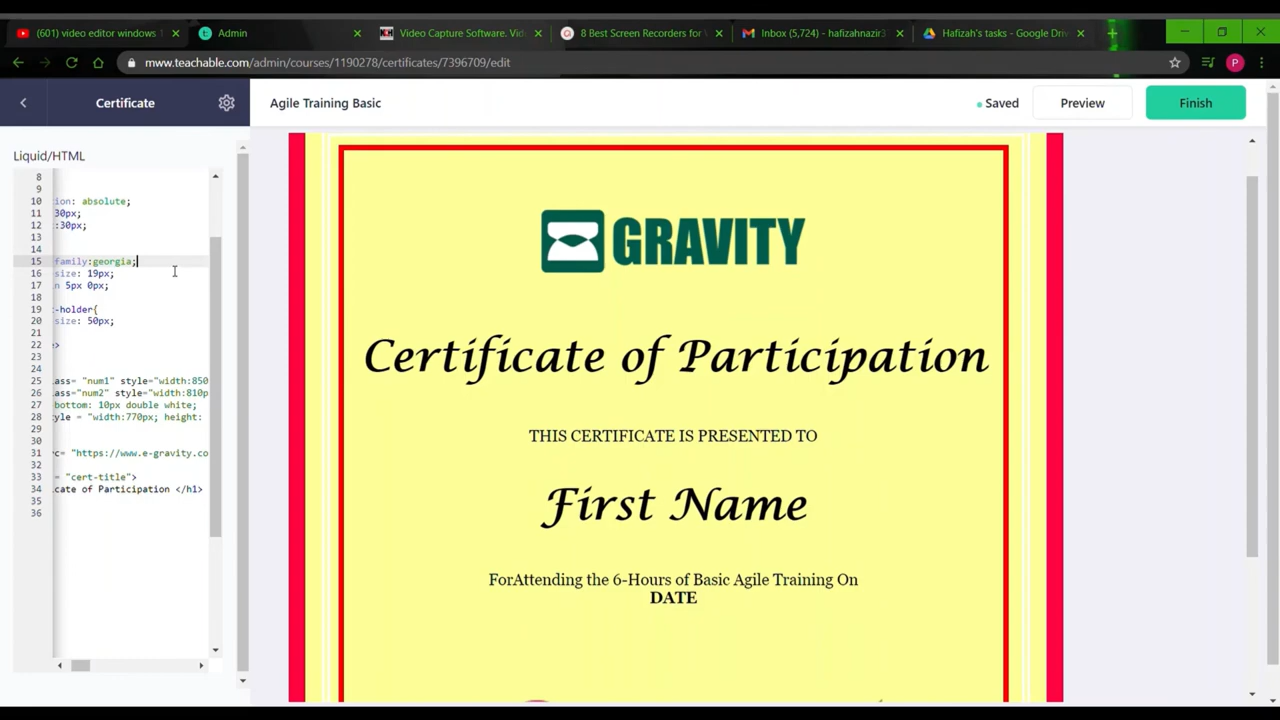 (601) video editor windows 1
Admin
Video Capture Software. Vid
8 Best Screen Recorders for
Inbox (5,724) - hafizahnazir3
Hafizah's tasks - Google Driv
mww.teachable.com/admin/courses/1190278/certificates/7396709/edit
P
Certificate
Agile Training Basic
Saved
Preview
Finish
Liquid/HTML
8
9
10 ion: absolute;
11 30px;
12 :30px;
13
14
15 family:georgia;
16 size: 19px;
17 n 5px 0px;
18
19 -holder{
20 size: 50px;
21
22 >
23
24
25 ass= "num1" style="width:850
26 ass="num2" style="width:810p
27 bottom: 10px double white;
28 yle = "width:770px; height:
29
30
31 rc= "https://www.e-gravity.co
32
33 = "cert-title">
34 cate of Participation </h1>
35
36
GRAVITY
Certificate of Participation
THIS CERTIFICATE IS PRESENTED TO
First Name
ForAttending the 6-Hours of Basic Agile Training On
DATE